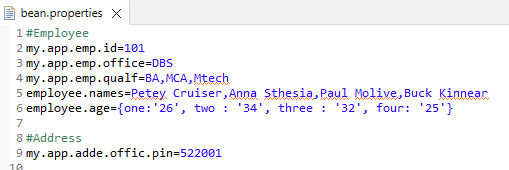 bean.properties
1 #Employee
2 my.app.emp.id=101
3 my.app.emp.office=DBS
4 my.app.emp.qualf=BA,MCA,Mtech
5 employee.names=Petey Cruiser,Anna Sthesia,Paul Molive,Buck Kinnear
6 employee.age={one:'26', two : '34', three : '32', four: '25'}
7
8 #Address
9 my.app.adde.offic.pin=522001
10